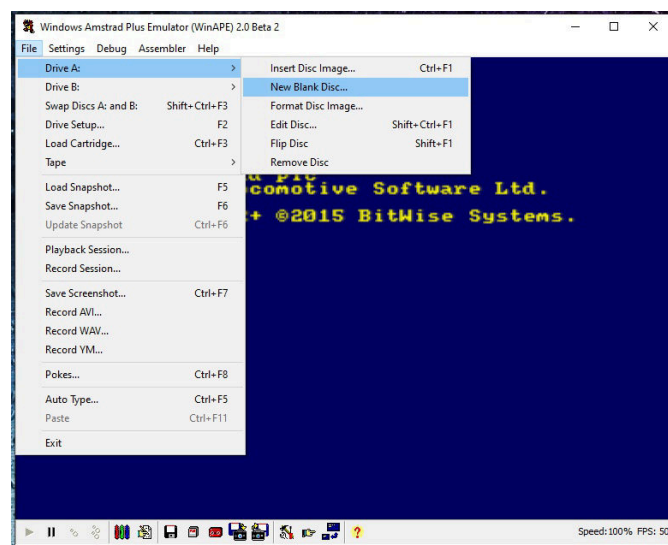 Windows Amstrad Plus Emulator (WinAPE) 2.0 Beta 2
File Settings Debug Assembler Help
Drive A: >
Drive B: >
Swap Discs A: and B: Shift+Ctrl+F3
Drive Setup... F2
Load Cartridge... Ctrl+F3
Tape >
Load Snapshot... F5
Save Snapshot... F6
Update Snapshot Ctrl+F6
Playback Session...
Record Session...
Save Screenshot... Ctrl+F7
Record AVI...
Record WAV...
Record YM...
Pokes... Ctrl+F8
Auto Type... Ctrl+F5
Paste Ctrl+F11
Exit
Insert Disc Image... Ctrl+F1
New Blank Disc...
Format Disc Image...
Edit Disc... Shift+Ctrl+F1
Flip Disc Shift+F1
Remove Disc
plc
comotive Software Ltd.
+ ©2015 BitWise Systems.
Speed:100% FPS: 50